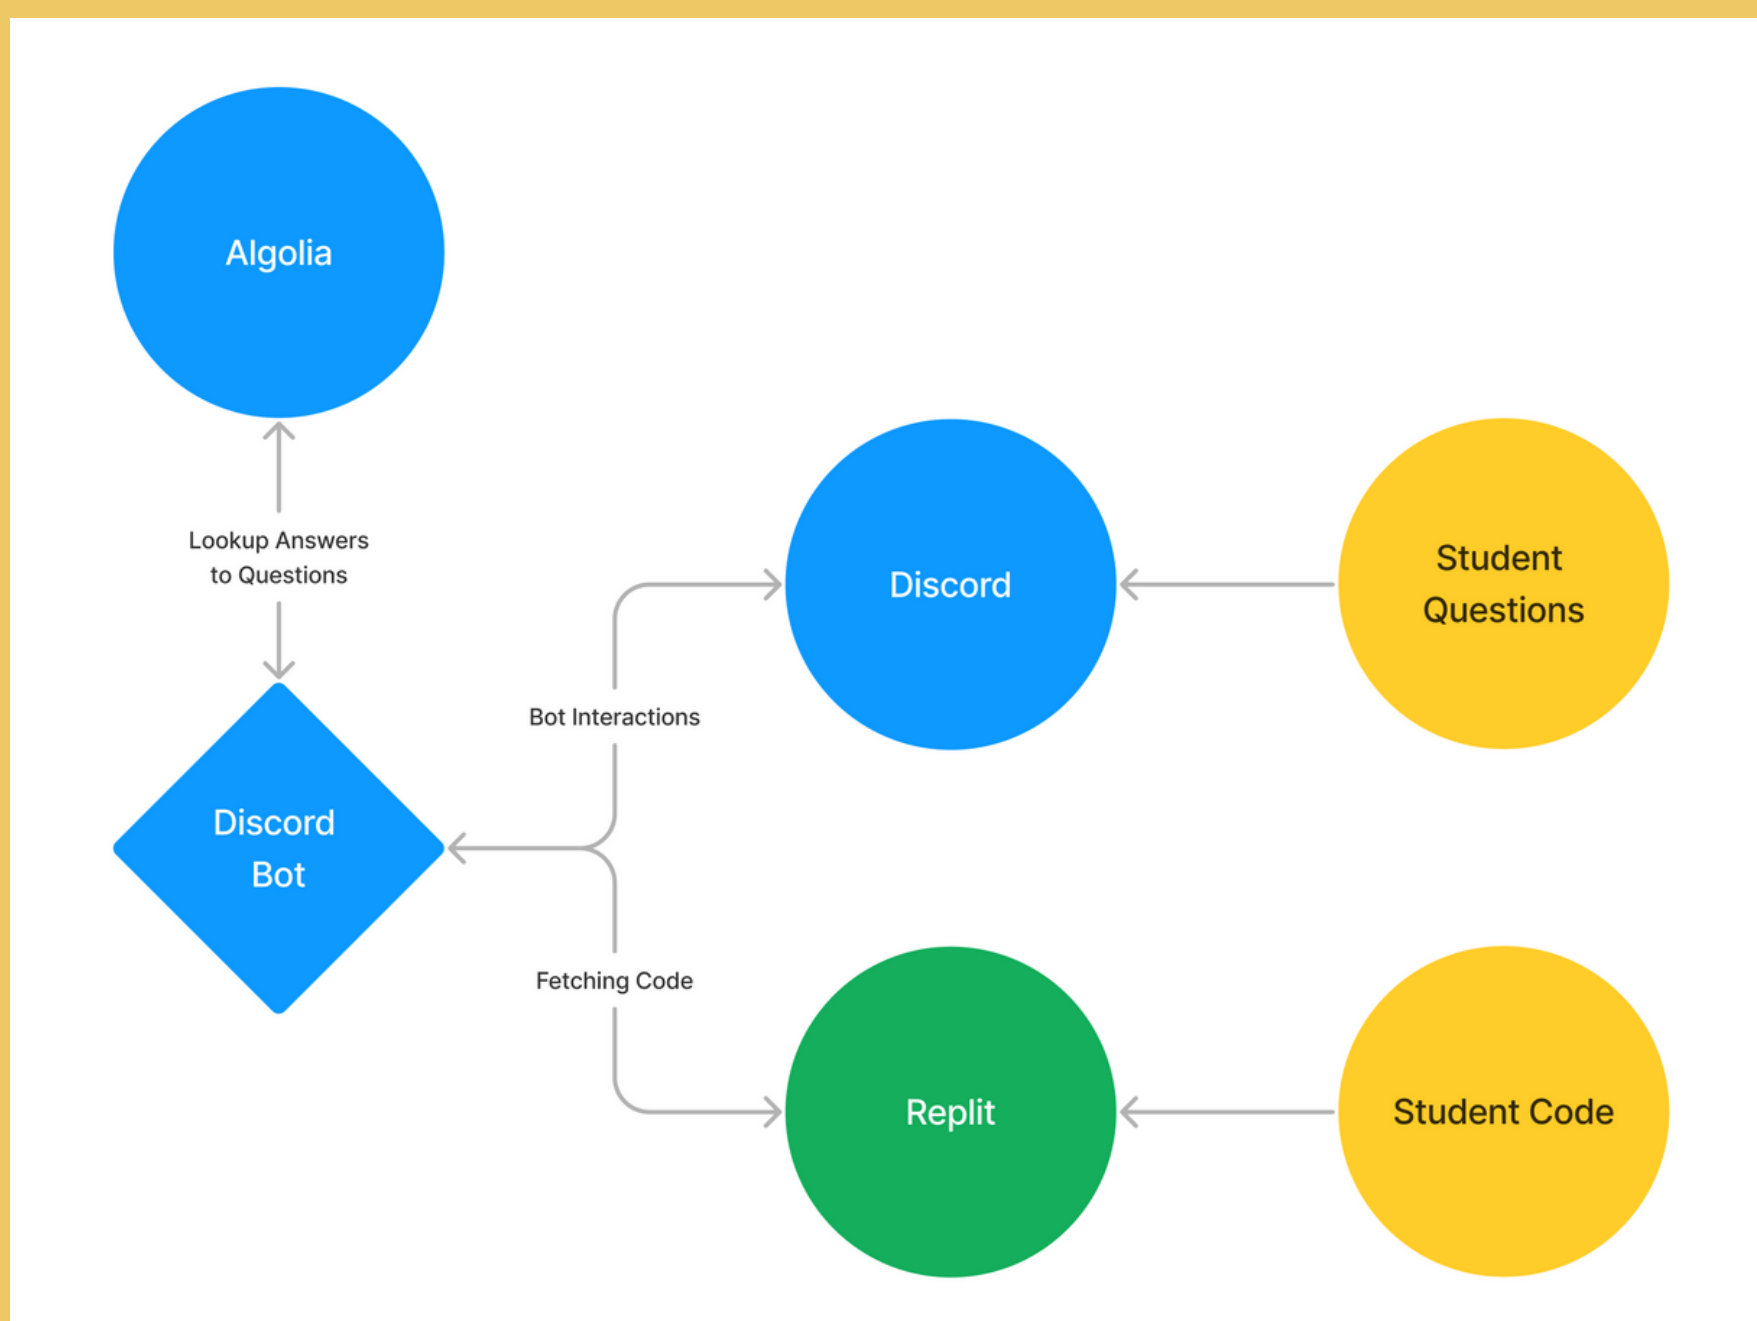 Algolia
Lookup Answers
to Questions
Discord
Bot
Bot Interactions
Fetching Code
Discord
Student
Questions
Replit
Student Code